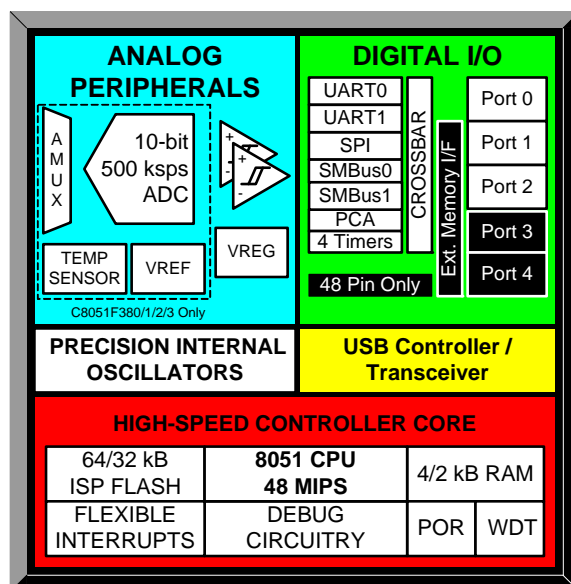 ANALOG
PERIPHERALS
A
M
U
X
10-bit
500 ksps
ADC
+
-
+
-
TEMP
SENSOR
VREF
VREG
C8051F380/1/2/3 Only
DIGITAL I/O
UART0
UART1
SPI
SMBus0
SMBus1
PCA
4 Timers
CROSSBAR
Ext. Memory I/F
Port 0
Port 1
Port 2
Port 3
Port 4
48 Pin Only
PRECISION INTERNAL
OSCILLATORS
USB Controller /
Transceiver
HIGH-SPEED CONTROLLER CORE
64/32 kB
ISP FLASH
8051 CPU
48 MIPS
4/2 kB RAM
FLEXIBLE
INTERRUPTS
DEBUG
CIRCUITRY
POR
WDT